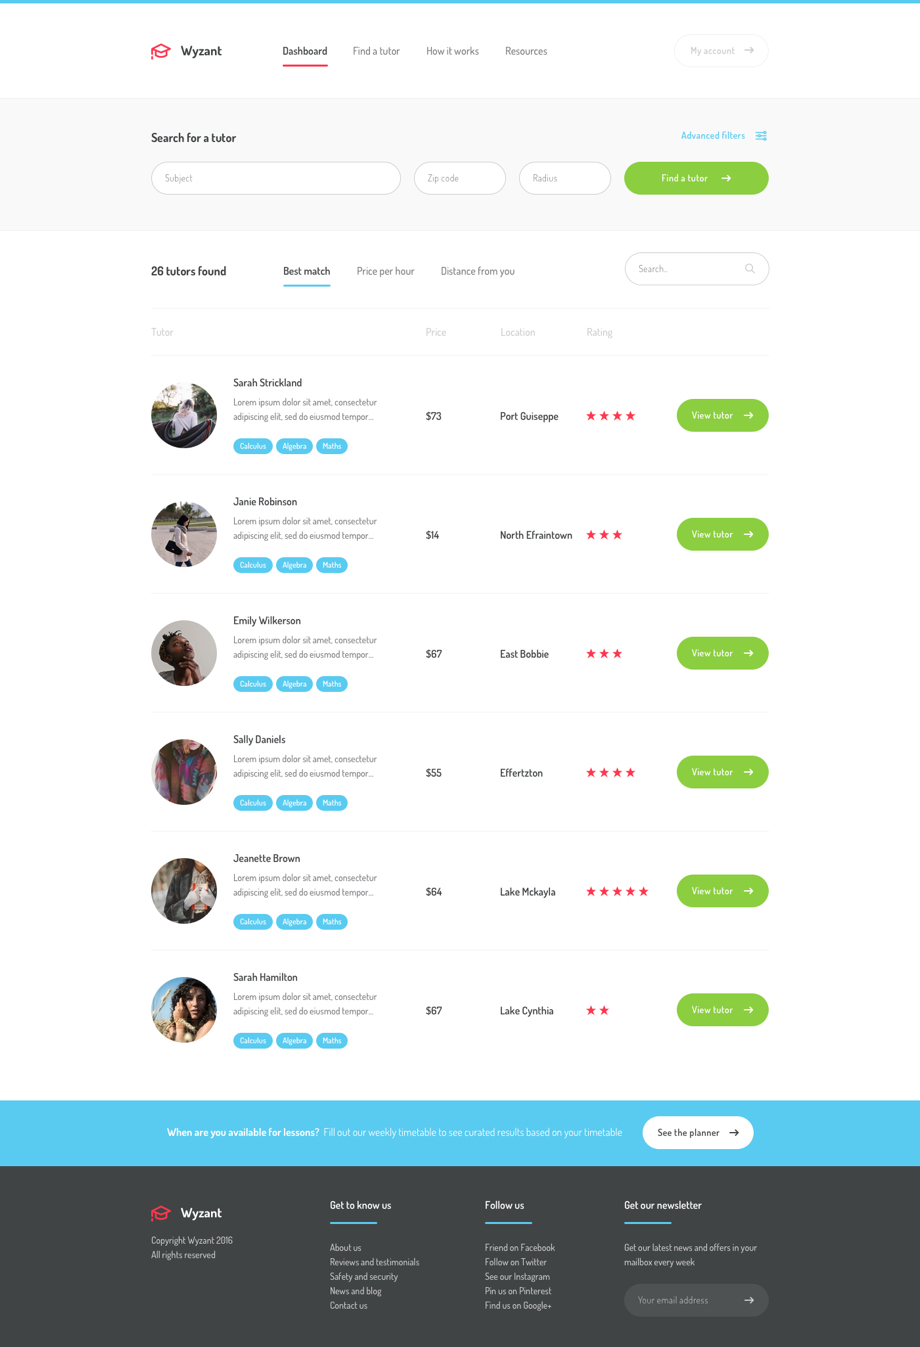 Wyzant
Dashboard
Find a tutor
How it works
Resources
My account
Search for a tutor
Advanced filters
Subject
Zip code
Radius
Find a tutor
26 tutors found
Best match
Price per hour
Distance from you
Search..
Tutor
Price
Location
Rating
Sarah Strickland
Lorem ipsum dolor sit amet, consectetur
adipiscing elit, sed do eiusmod tempor...
Calculus
Algebra
Maths
$73
Port Guiseppe
View tutor
Janie Robinson
Lorem ipsum dolor sit amet, consectetur
adipiscing elit, sed do eiusmod tempor...
Calculus
Algebra
Maths
$14
North Efraintown
View tutor
Emily Wilkerson
Lorem ipsum dolor sit amet, consectetur
adipiscing elit, sed do eiusmod tempor...
Calculus
Algebra
Maths
$67
East Bobbie
View tutor
Sally Daniels
Lorem ipsum dolor sit amet, consectetur
adipiscing elit, sed do eiusmod tempor...
Calculus
Algebra
Maths
$55
Effertzton
View tutor
Jeanette Brown
Lorem ipsum dolor sit amet, consectetur
adipiscing elit, sed do eiusmod tempor...
Calculus
Algebra
Maths
$64
Lake Mckayla
View tutor
Sarah Hamilton
Lorem ipsum dolor sit amet, consectetur
adipiscing elit, sed do eiusmod tempor...
Calculus
Algebra
Maths
$67
Lake Cynthia
View tutor
When are you available for lessons? Fill out our weekly timetable to see curated results based on your timetable
See the planner
Wyzant
Copyright Wyzant 2016
All rights reserved
Get to know us
About us
Reviews and testimonials
Safety and security
News and blog
Contact us
Follow us
Friend on Facebook
Follow on Twitter
See our Instagram
Pin us on Pinterest
Find us on Google+
Get our newsletter
Get our latest news and offers in your
mailbox every week
Your email address